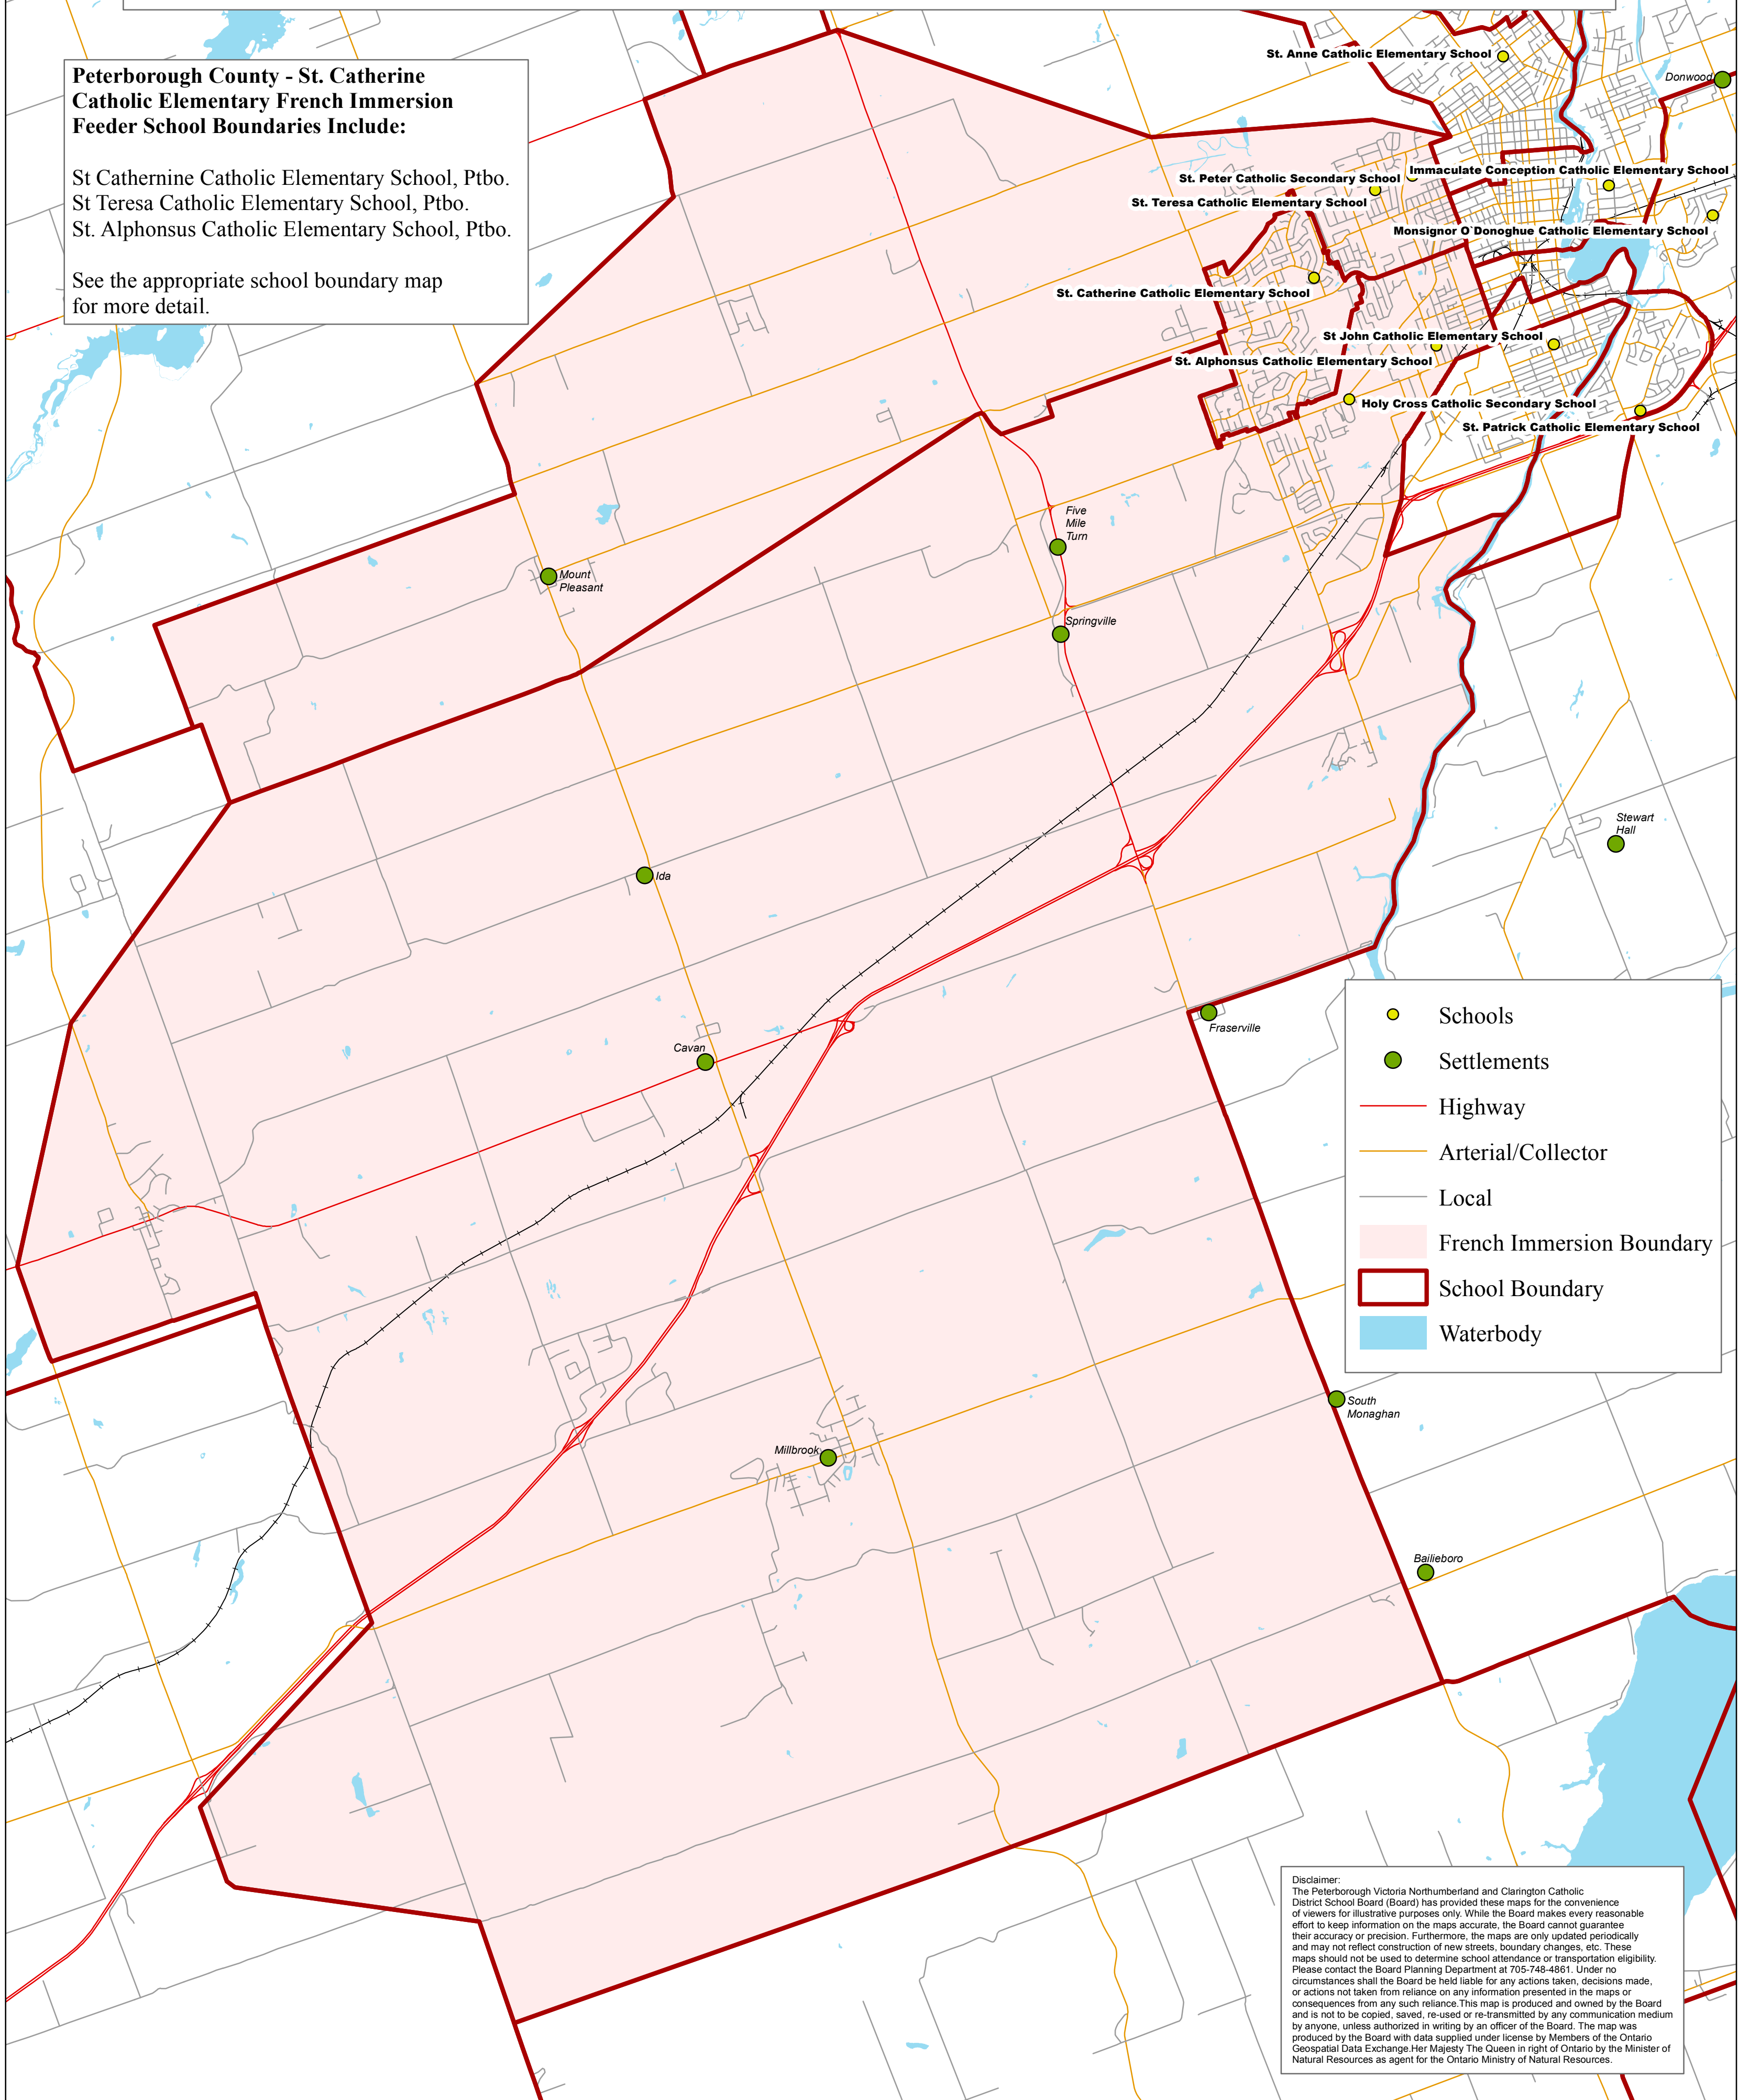 Peterborough County - St. Catherine
Catholic Elementary French Immersion
Feeder School Boundaries Include:
St Cathernine Catholic Elementary School, Ptbo.
St Teresa Catholic Elementary School, Ptbo.
St. Alphonsus Catholic Elementary School, Ptbo.
See the appropriate school boundary map
for more detail.
St. Anne Catholic Elementary School
Donwood
Immaculate Conception Catholic Elementary School
St. Peter Catholic Secondary School
St. Teresa Catholic Elementary School
Monsignor O`Donoghue Catholic Elementary School
St. Catherine Catholic Elementary School
St John Catholic Elementary School
St. Alphonsus Catholic Elementary School
Holy Cross Catholic Secondary School
St. Patrick Catholic Elementary School
Five
Mile
Turn
Mount
Pleasant
Springville
Stewart
Hall
Ida
Fraserville
Cavan
South
Monaghan
Millbrook
Bailieboro
Schools
Settlements
Highway
Arterial/Collector
Local
French Immersion Boundary
School Boundary
Waterbody
Disclaimer:
The Peterborough Victoria Northumberland and Clarington Catholic
District School Board (Board) has provided these maps for the convenience
of viewers for illustrative purposes only. While the Board makes every reasonable
effort to keep information on the maps accurate, the Board cannot guarantee
their accuracy or precision. Furthermore, the maps are only updated periodically
and may not reflect construction of new streets, boundary changes, etc. These
maps should not be used to determine school attendance or transportation eligibility.
Please contact the Board Planning Department at 705-748-4861. Under no
circumstances shall the Board be held liable for any actions taken, decisions made,
or actions not taken from reliance on any information presented in the maps or
consequences from any such reliance.This map is produced and owned by the Board
and is not to be copied, saved, re-used or re-transmitted by any communication medium
by anyone, unless authorized in writing by an officer of the Board. The map was
produced by the Board with data supplied under license by Members of the Ontario
Geospatial Data Exchange.Her Majesty The Queen in right of Ontario by the Minister of
Natural Resources as agent for the Ontario Ministry of Natural Resources.